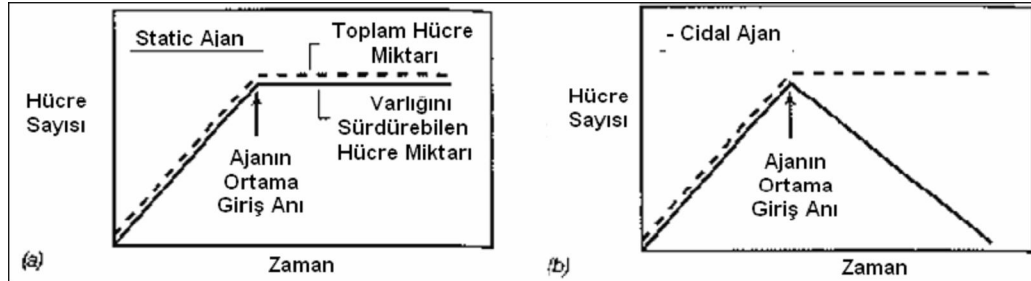 Static Ajan
Toplam Hücre
Miktarı
Hücre
Sayısı
Varlığını
Sürdürebilen
Hücre Miktarı
Ajanın
Ortama
Giriş Anı
(a)
Zaman
- Cidal Ajan
Hücre
Sayısı
Ajanın
Ortama
Giriş Anı
(b)
Zaman